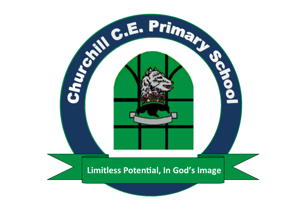 Churchill C.E. Primary School
Limitless Potential, In God's Image